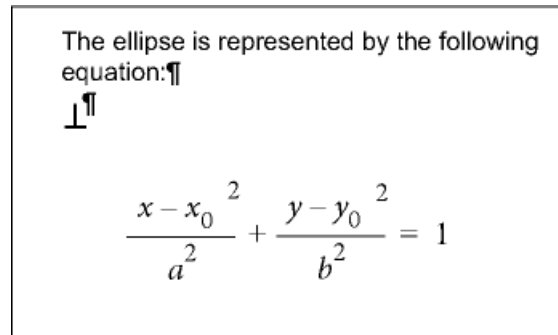 The ellipse is represented by the following
equation:¶
⊥¶
x − x₀ ² / a² + y − y₀ ² / b² = 1